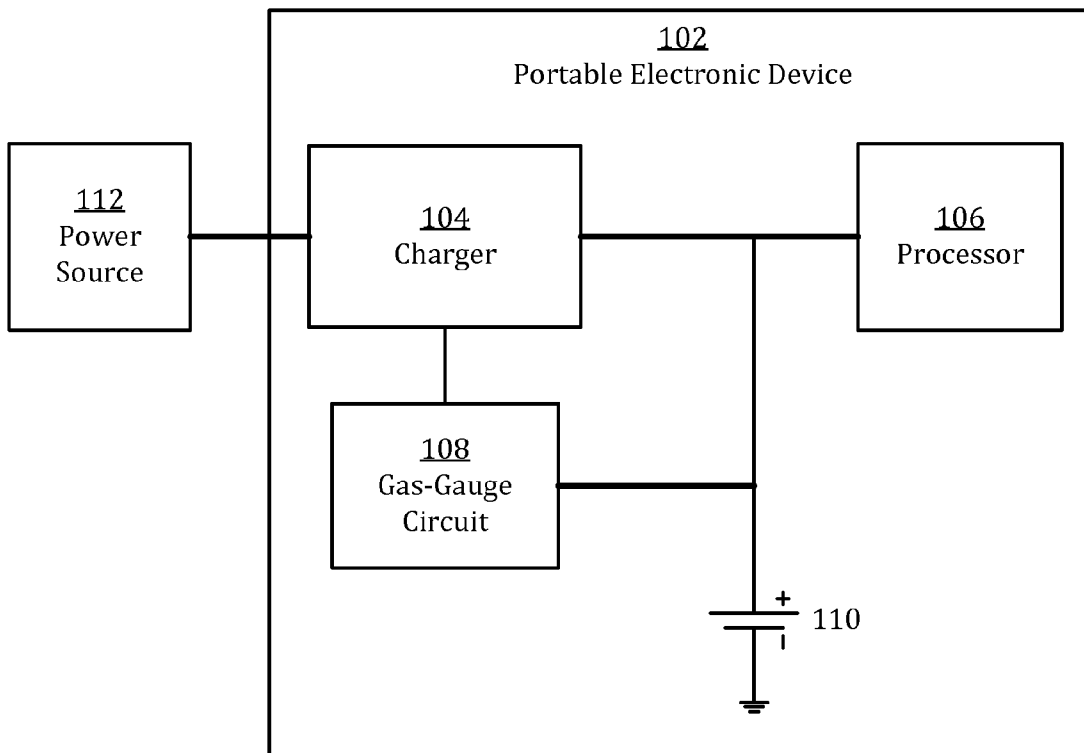 102
Portable Electronic Device
112
Power
Source
104
Charger
106
Processor
108
Gas-Gauge
Circuit
+
110